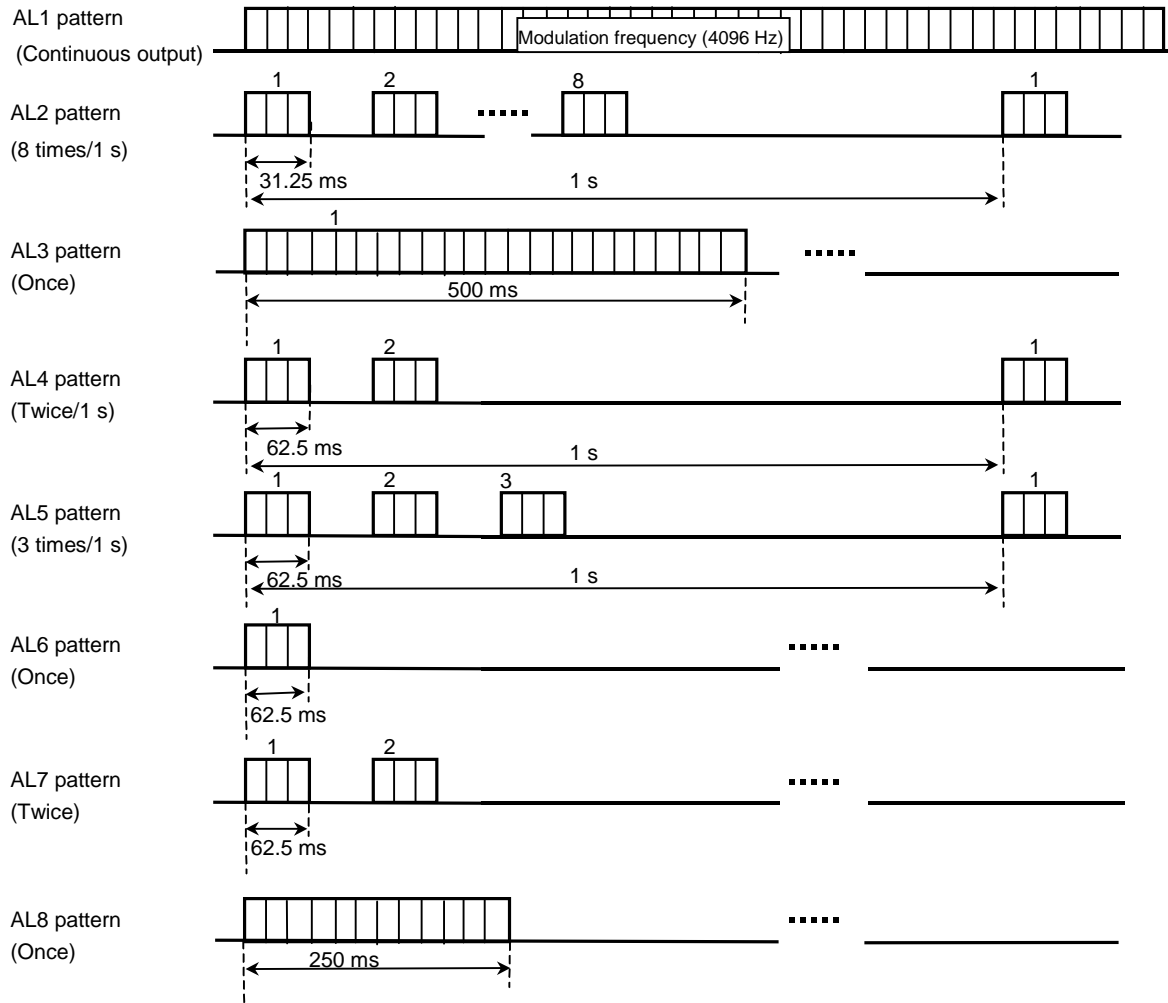 AL1 pattern
(Continuous output)
Modulation frequency (4096 Hz)
AL2 pattern
(8 times/1 s)
1 2 8 1
31.25 ms
1 s
AL3 pattern
(Once)
1
500 ms
AL4 pattern
(Twice/1 s)
1 2 1
62.5 ms
1 s
AL5 pattern
(3 times/1 s)
1 2 3 1
62.5 ms
1 s
AL6 pattern
(Once)
1
62.5 ms
AL7 pattern
(Twice)
1 2
62.5 ms
AL8 pattern
(Once)
250 ms